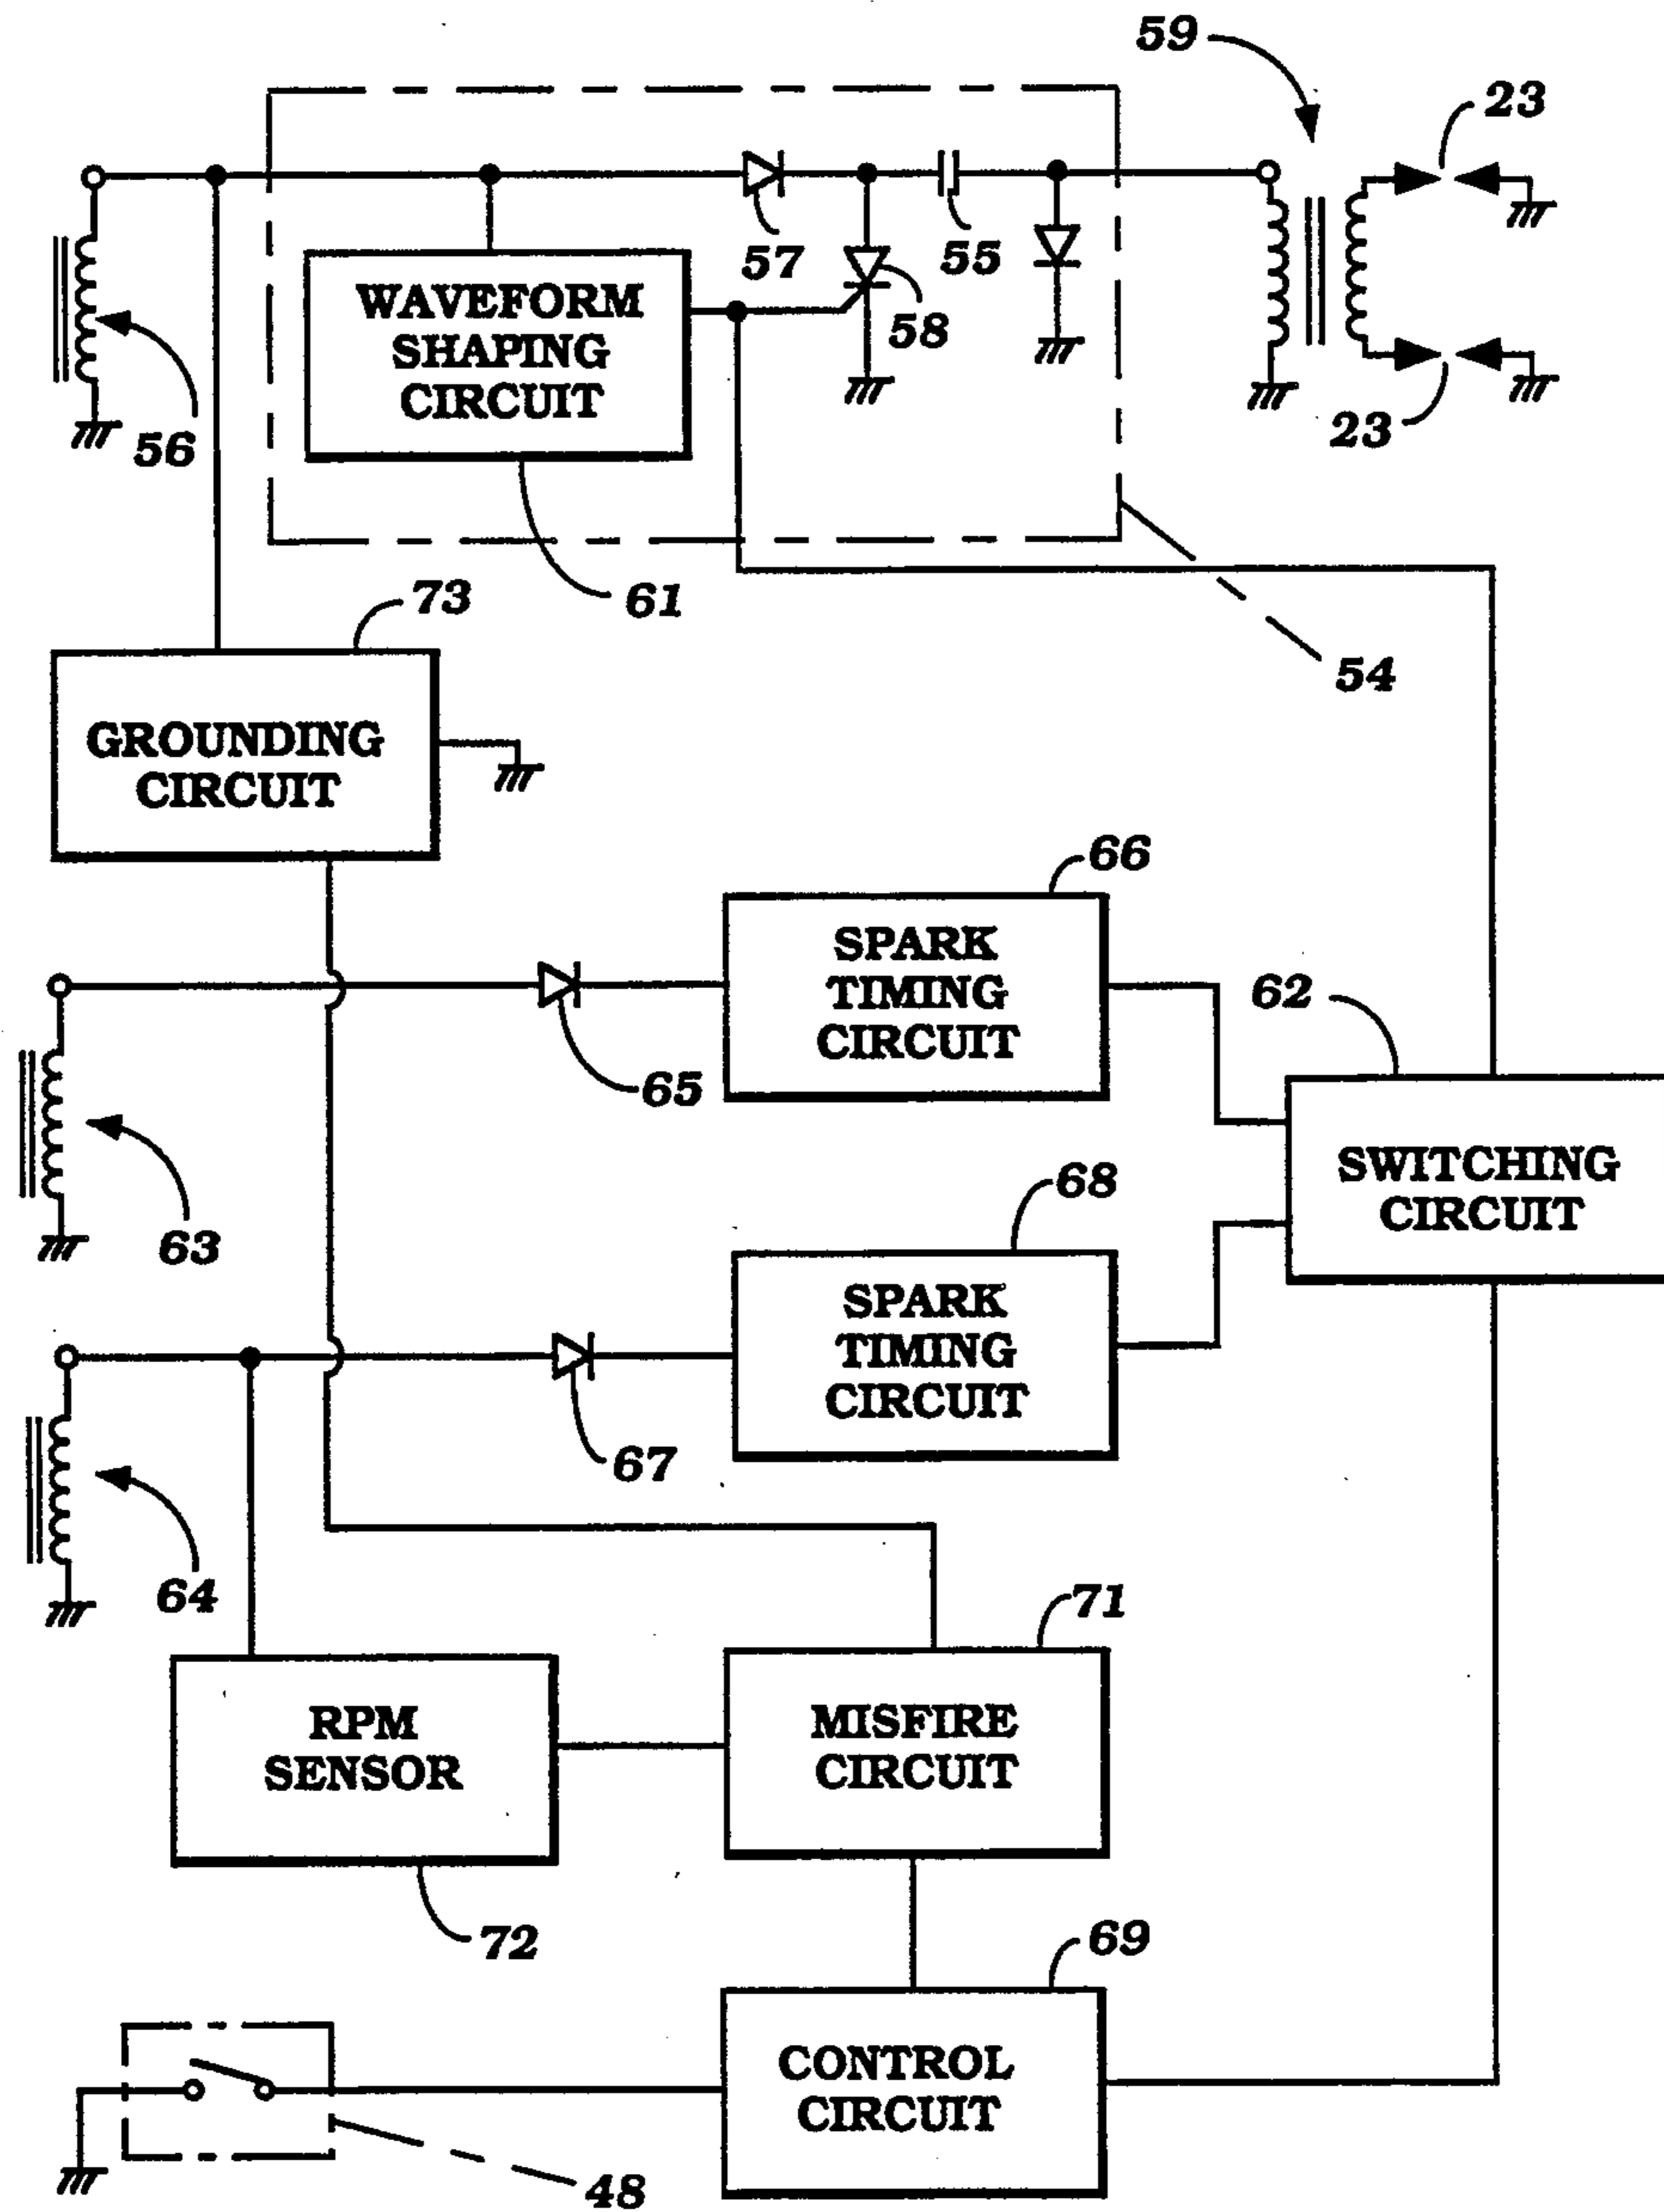 59
23
57
55
58
WAVEFORM
SHAPING
CIRCUIT
56
23
61
73
54
GROUNDING
CIRCUIT
66
SPARK
TIMING
CIRCUIT
62
65
63
68
SWITCHING
CIRCUIT
SPARK
TIMING
CIRCUIT
67
64
71
RPM
SENSOR
MISFIRE
CIRCUIT
72
69
CONTROL
CIRCUIT
48